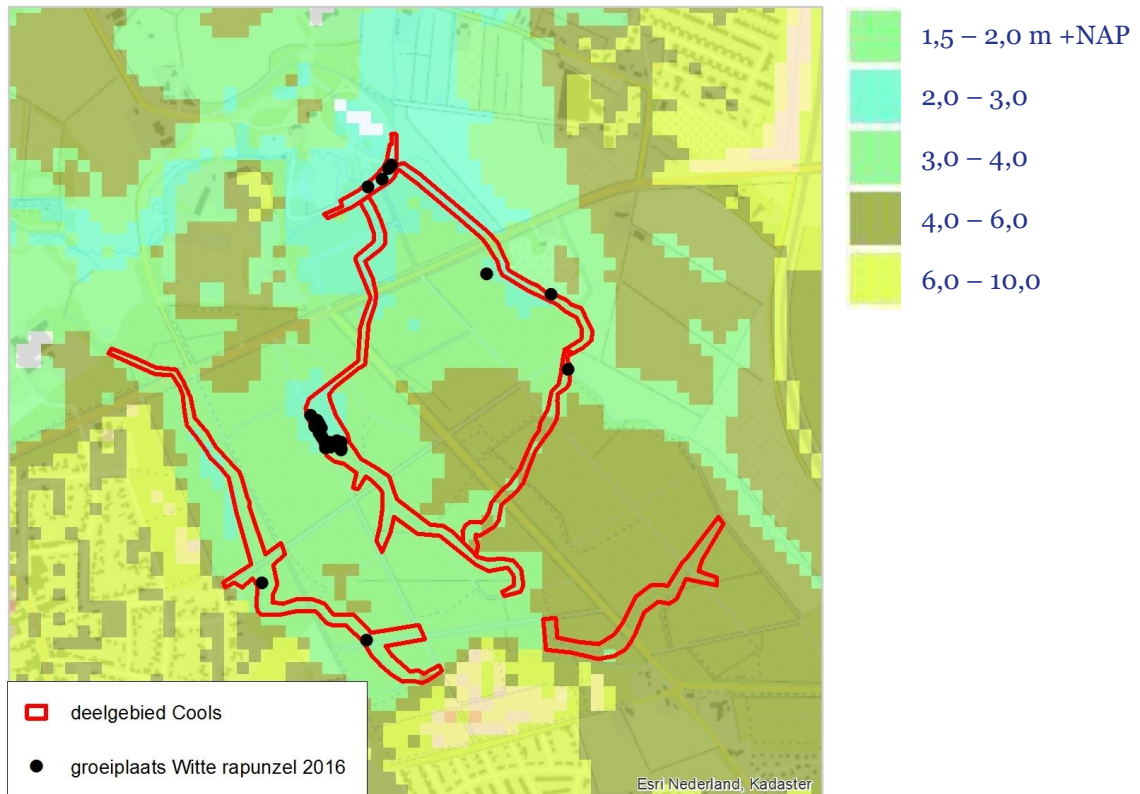 1,5 – 2,0 m +NAP
2,0 – 3,0
3,0 – 4,0
4,0 – 6,0
6,0 – 10,0
deelgebied Cools
groeiplaats Witte rapunzel 2016
Esri Nederland, Kadaster